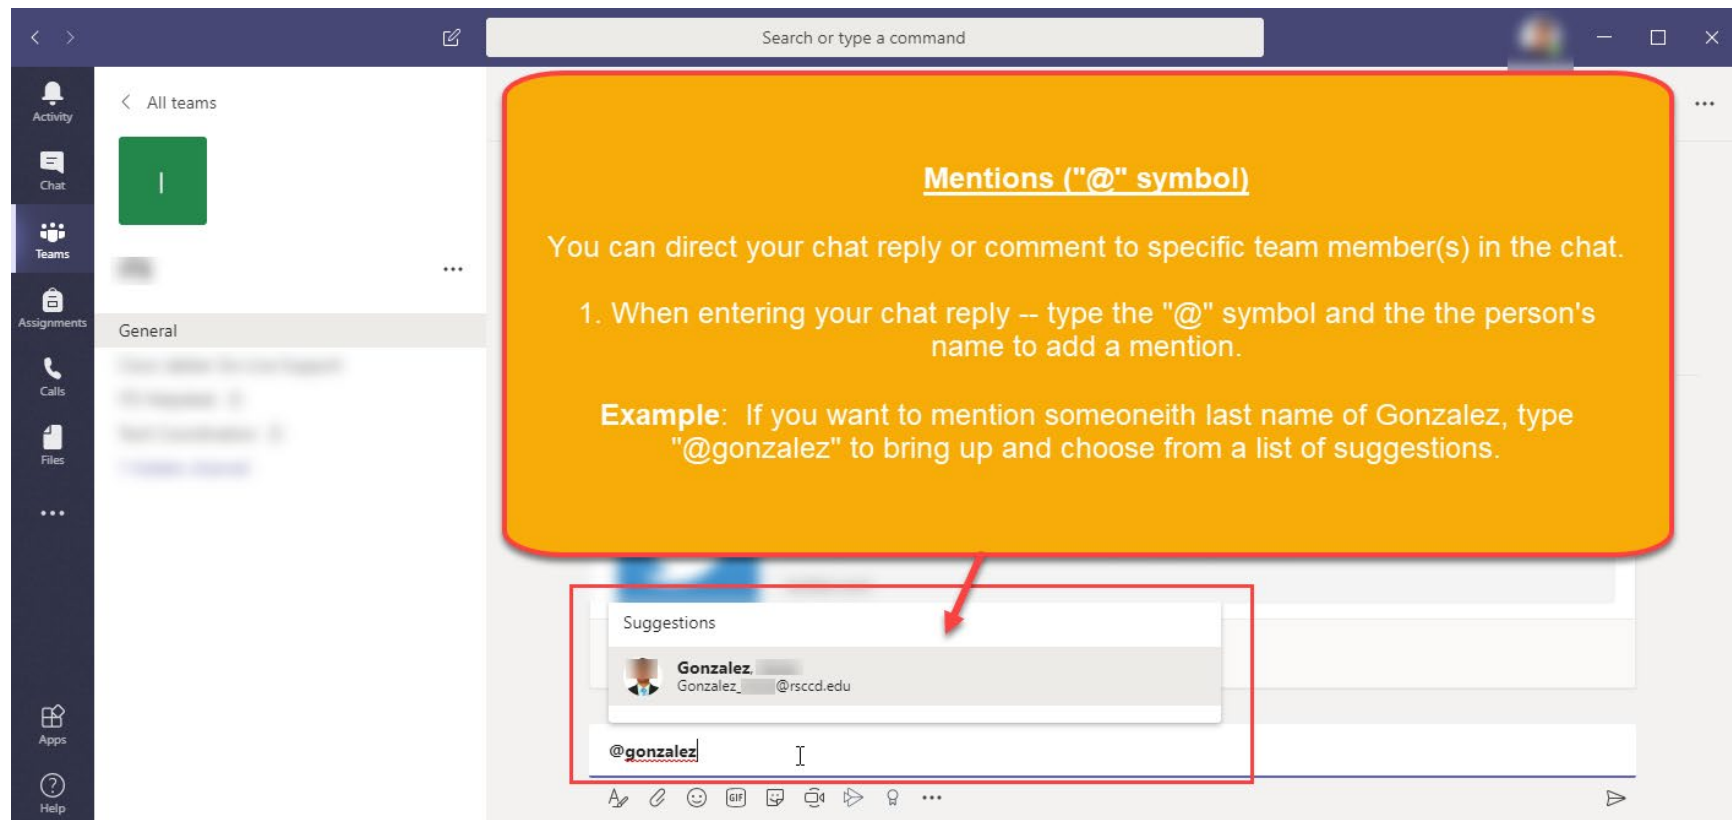 Search or type a command
Activity
Chat
Teams
Assignments
Calls
Files
Apps
Help
All teams
I
General
Mentions ("@" symbol)
You can direct your chat reply or comment to specific team member(s) in the chat.
1. When entering your chat reply -- type the "@" symbol and the the person's
name to add a mention.
Example: If you want to mention someoneith last name of Gonzalez, type
"@gonzalez" to bring up and choose from a list of suggestions.
Suggestions
Gonzalez,
Gonzalez_ @rsccd.edu
@gonzalez
GIF